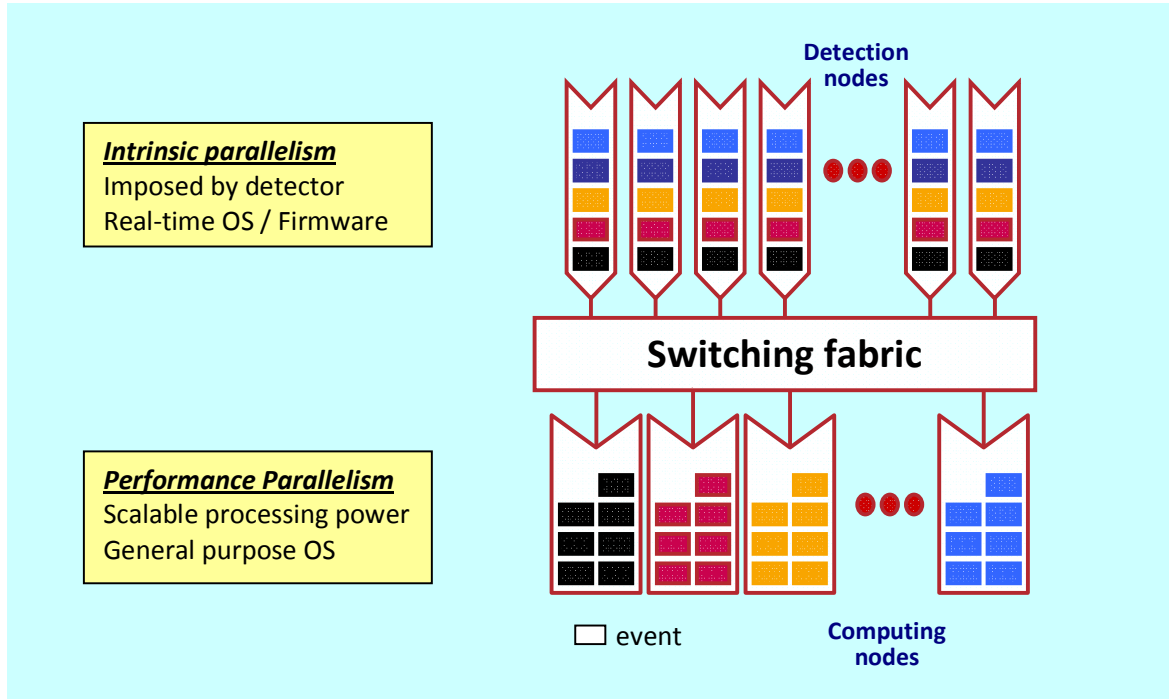 Detection
nodes
Intrinsic parallelism
Imposed by detector
Real-time OS / Firmware
Switching fabric
Performance Parallelism
Scalable processing power
General purpose OS
event
Computing
nodes